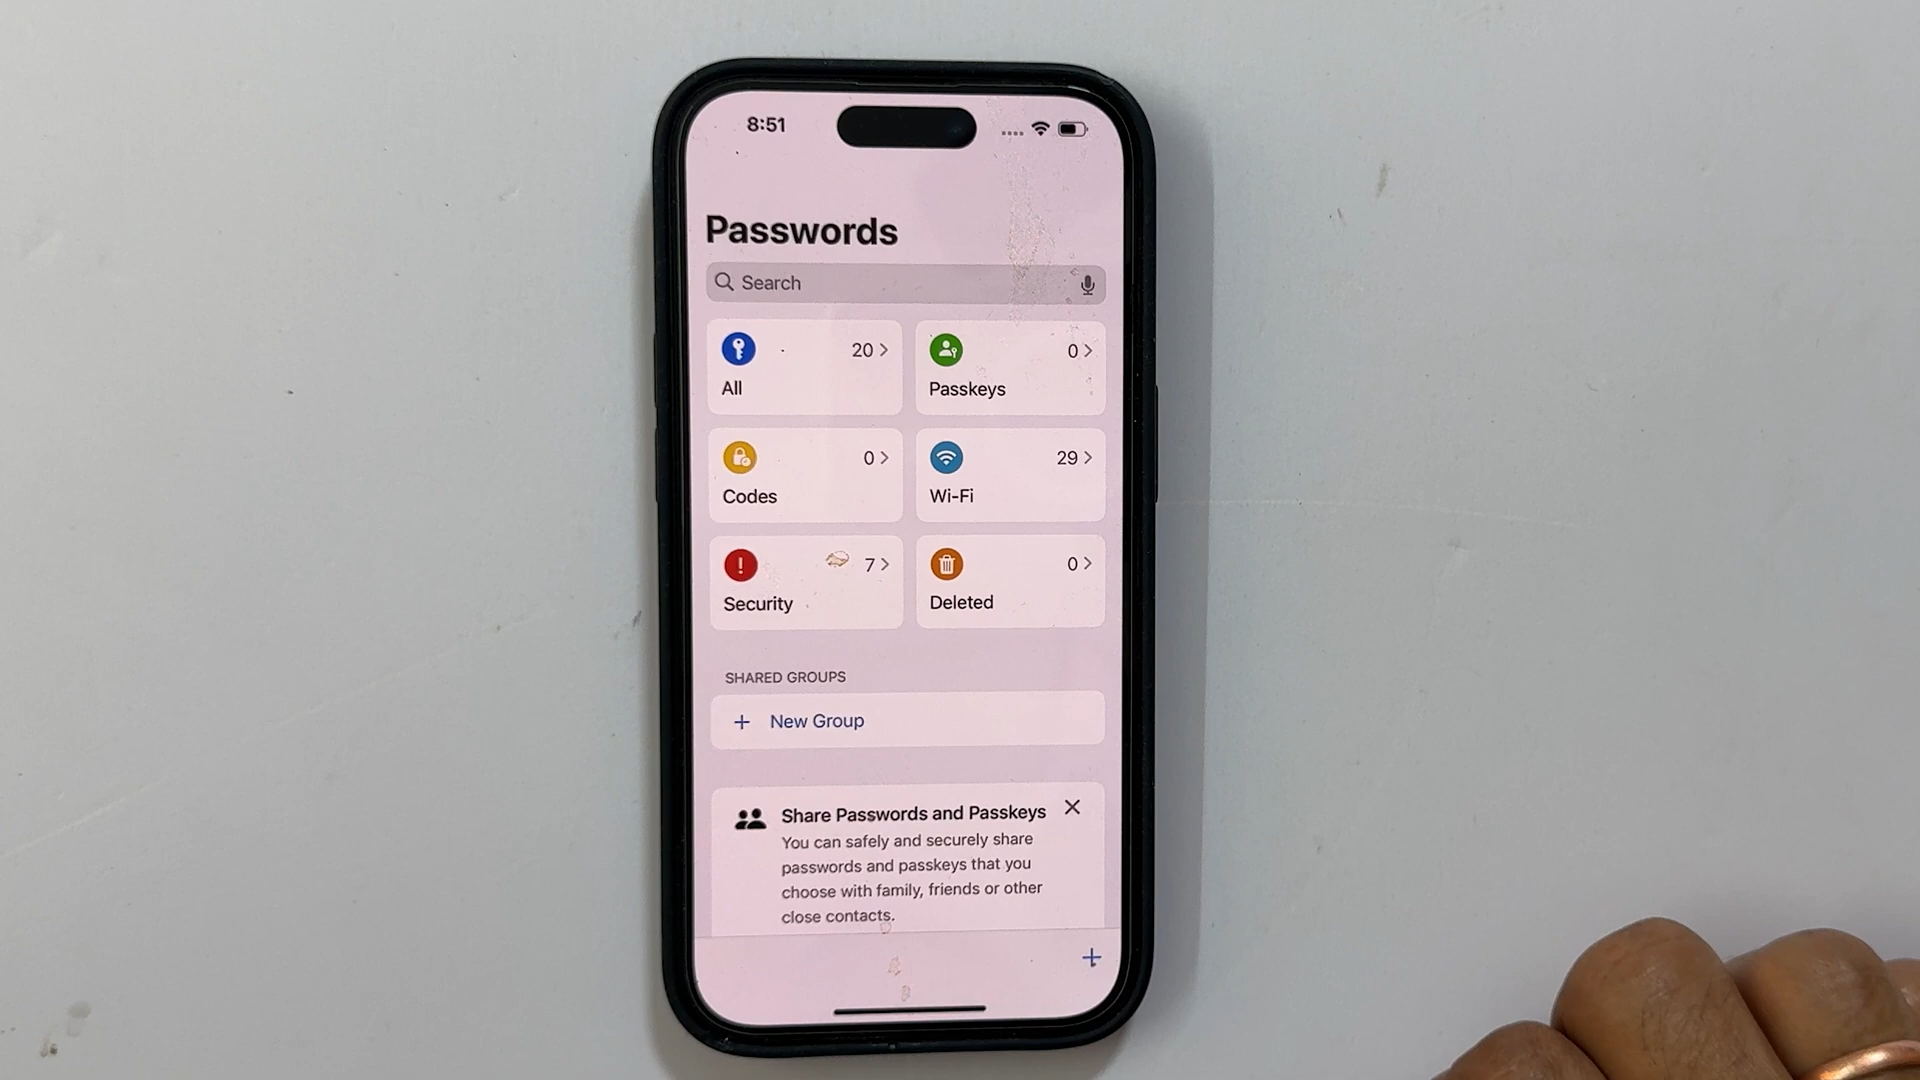 8:51
Passwords
Search
20
All
0
Passkeys
0
Codes
29
Wi-Fi
7
Security
0
Deleted
SHARED GROUPS
+ New Group
Share Passwords and Passkeys
You can safely and securely share
passwords and passkeys that you
choose with family, friends or other
close contacts.